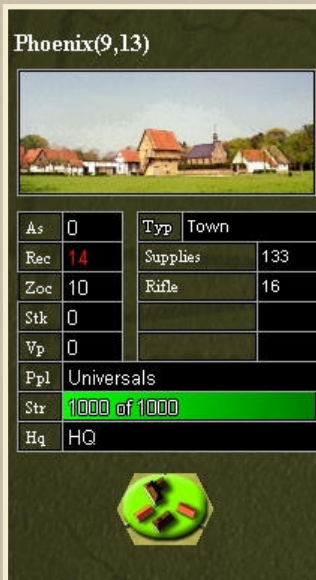 Phoenix(9,13)
As 0 Typ Town
Rec 14 Supplies 133
Zoc 10 Rifle 16
Stk 0
Vp 0
Ppl Universals
Str 1000 of 1000
Hq HQ